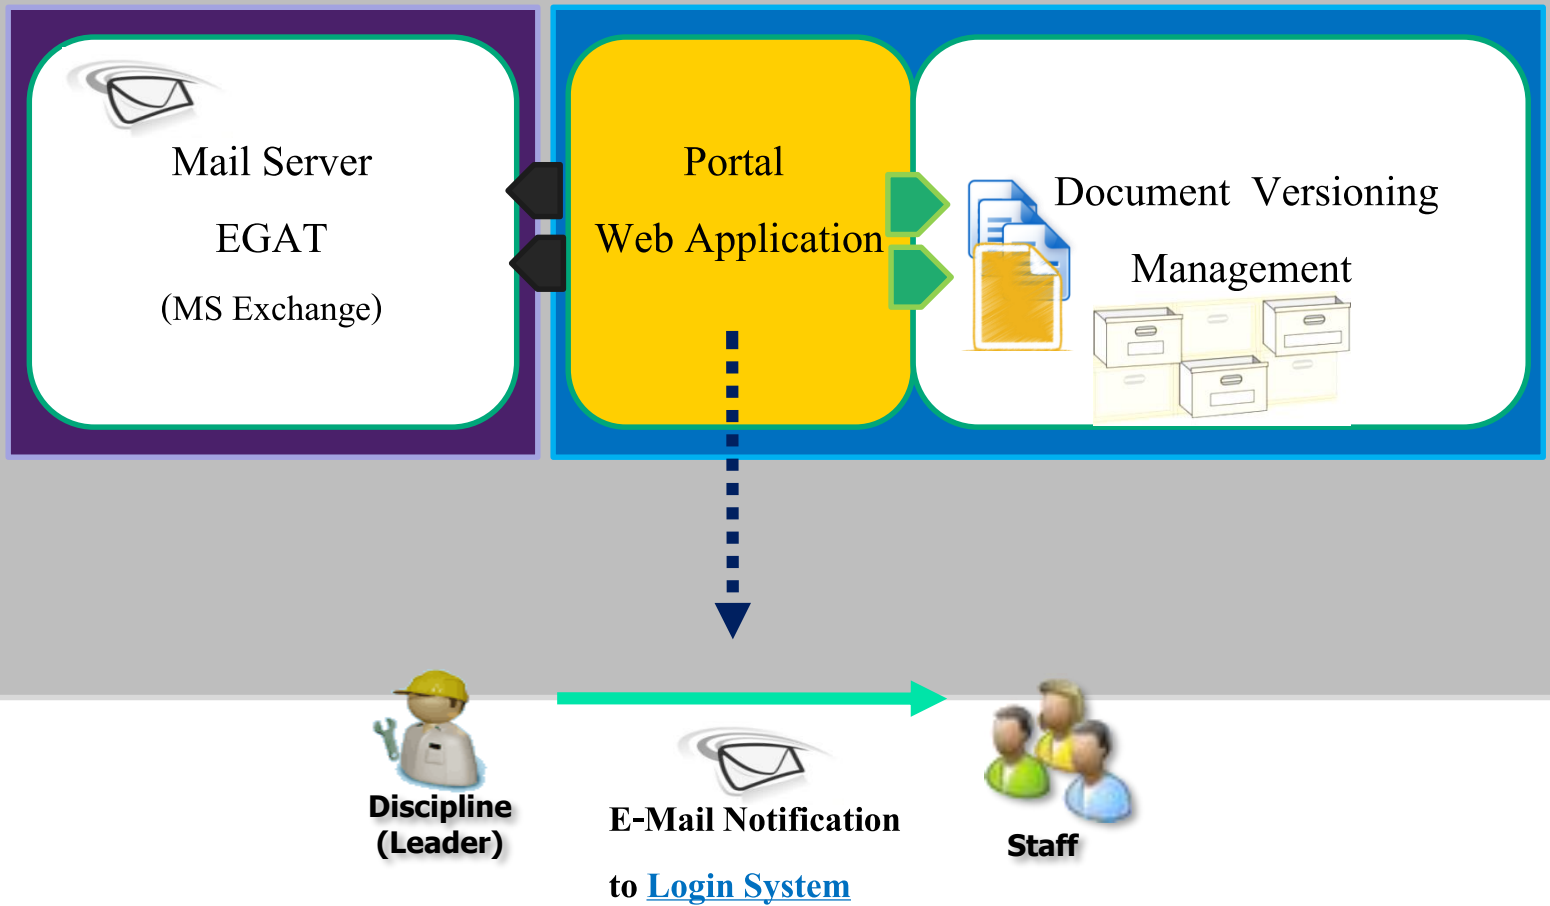 Mail Server
EGAT
(MS Exchange)
Portal
Web Application
Document Versioning
Management
Discipline
(Leader)
E-Mail Notification
to Login System
Staff